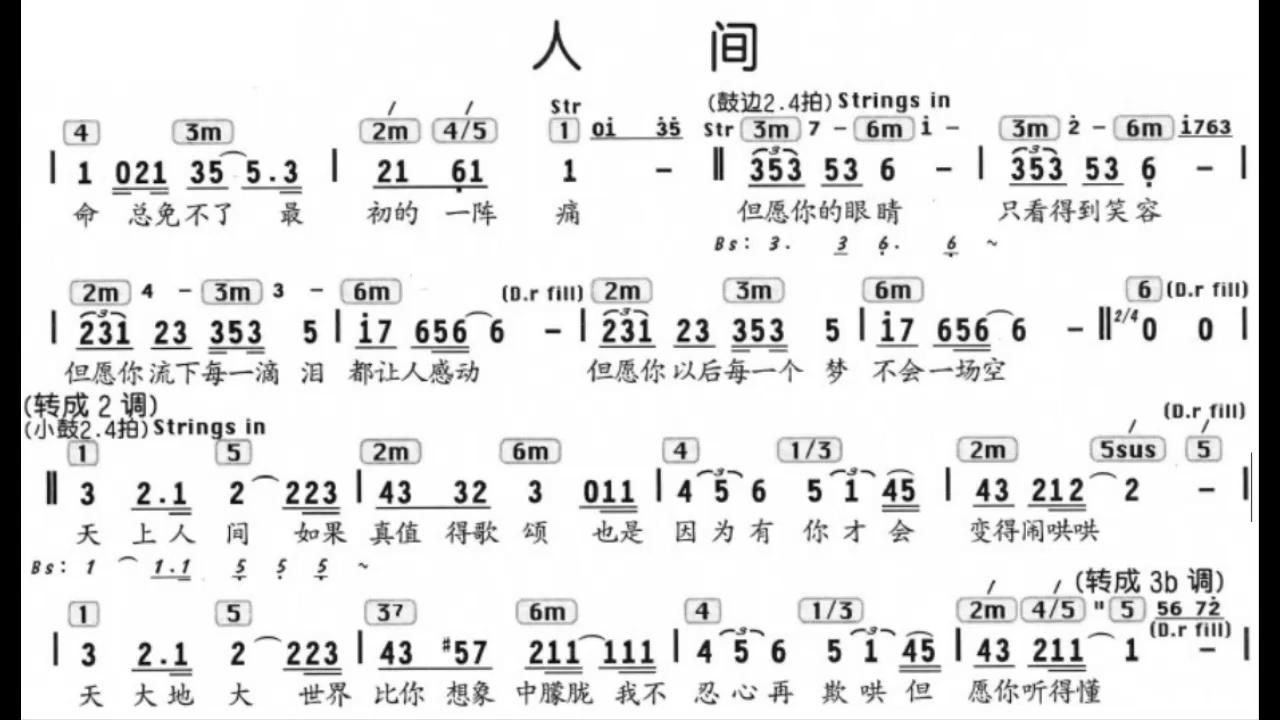 人 间
(鼓边2.4拍) Strings in
4 3m 2m 4/5 Str 1 0i 3̇5̇ Str 3m 7 - 6m i - 3m 2̇ - 6m i763
| 1 021 35 5.3 | 21 6̣1 1 - || 353 53 6 - | 353 53 6̣ - |
命 总免不了 最 初的 一阵 痛 但愿你的眼睛 只看得到笑容
Bs: 3. 3 6̣. 6̣ ~
2m 4 - 3m 3 - 6m (D.r fill) 2m 3m 6m 6 (D.r fill)
| 231 23 353 5 | i7 656 6 - | 231 23 353 5 | i7 656 6 - || 2/4 0 0 |
但愿你流下每一滴 泪 都让人感动 但愿你以后每一个 梦 不会一场空
(转成 2 调)
(小鼓2.4拍) Strings in (D.r fill)
1 5 2m 6m 4 1/3 2m 5sus 5
|| 3 2.1 2 223 | 43 32 3 011 | 4 5 6 5 1 45 | 43 212 2 - |
天 上人 间 如果 真值 得歌 颂 也是 因为有 你才会 变得闹哄哄
Bs: 1 1.1 5̣ 5̣ 5̣ ~
(转成 3b 调)
1 5 37 6m 4 1/3 2m 4/5 " 5 56 72̇
(D.r fill)
| 3 2.1 2 223 | 43 #57 211 111 | 4 5 6 5 1 45 | 43 211 1 - |
天 大地 大 世界 比你 想象 中朦胧 我不 忍心再 欺哄 但 愿你听得懂